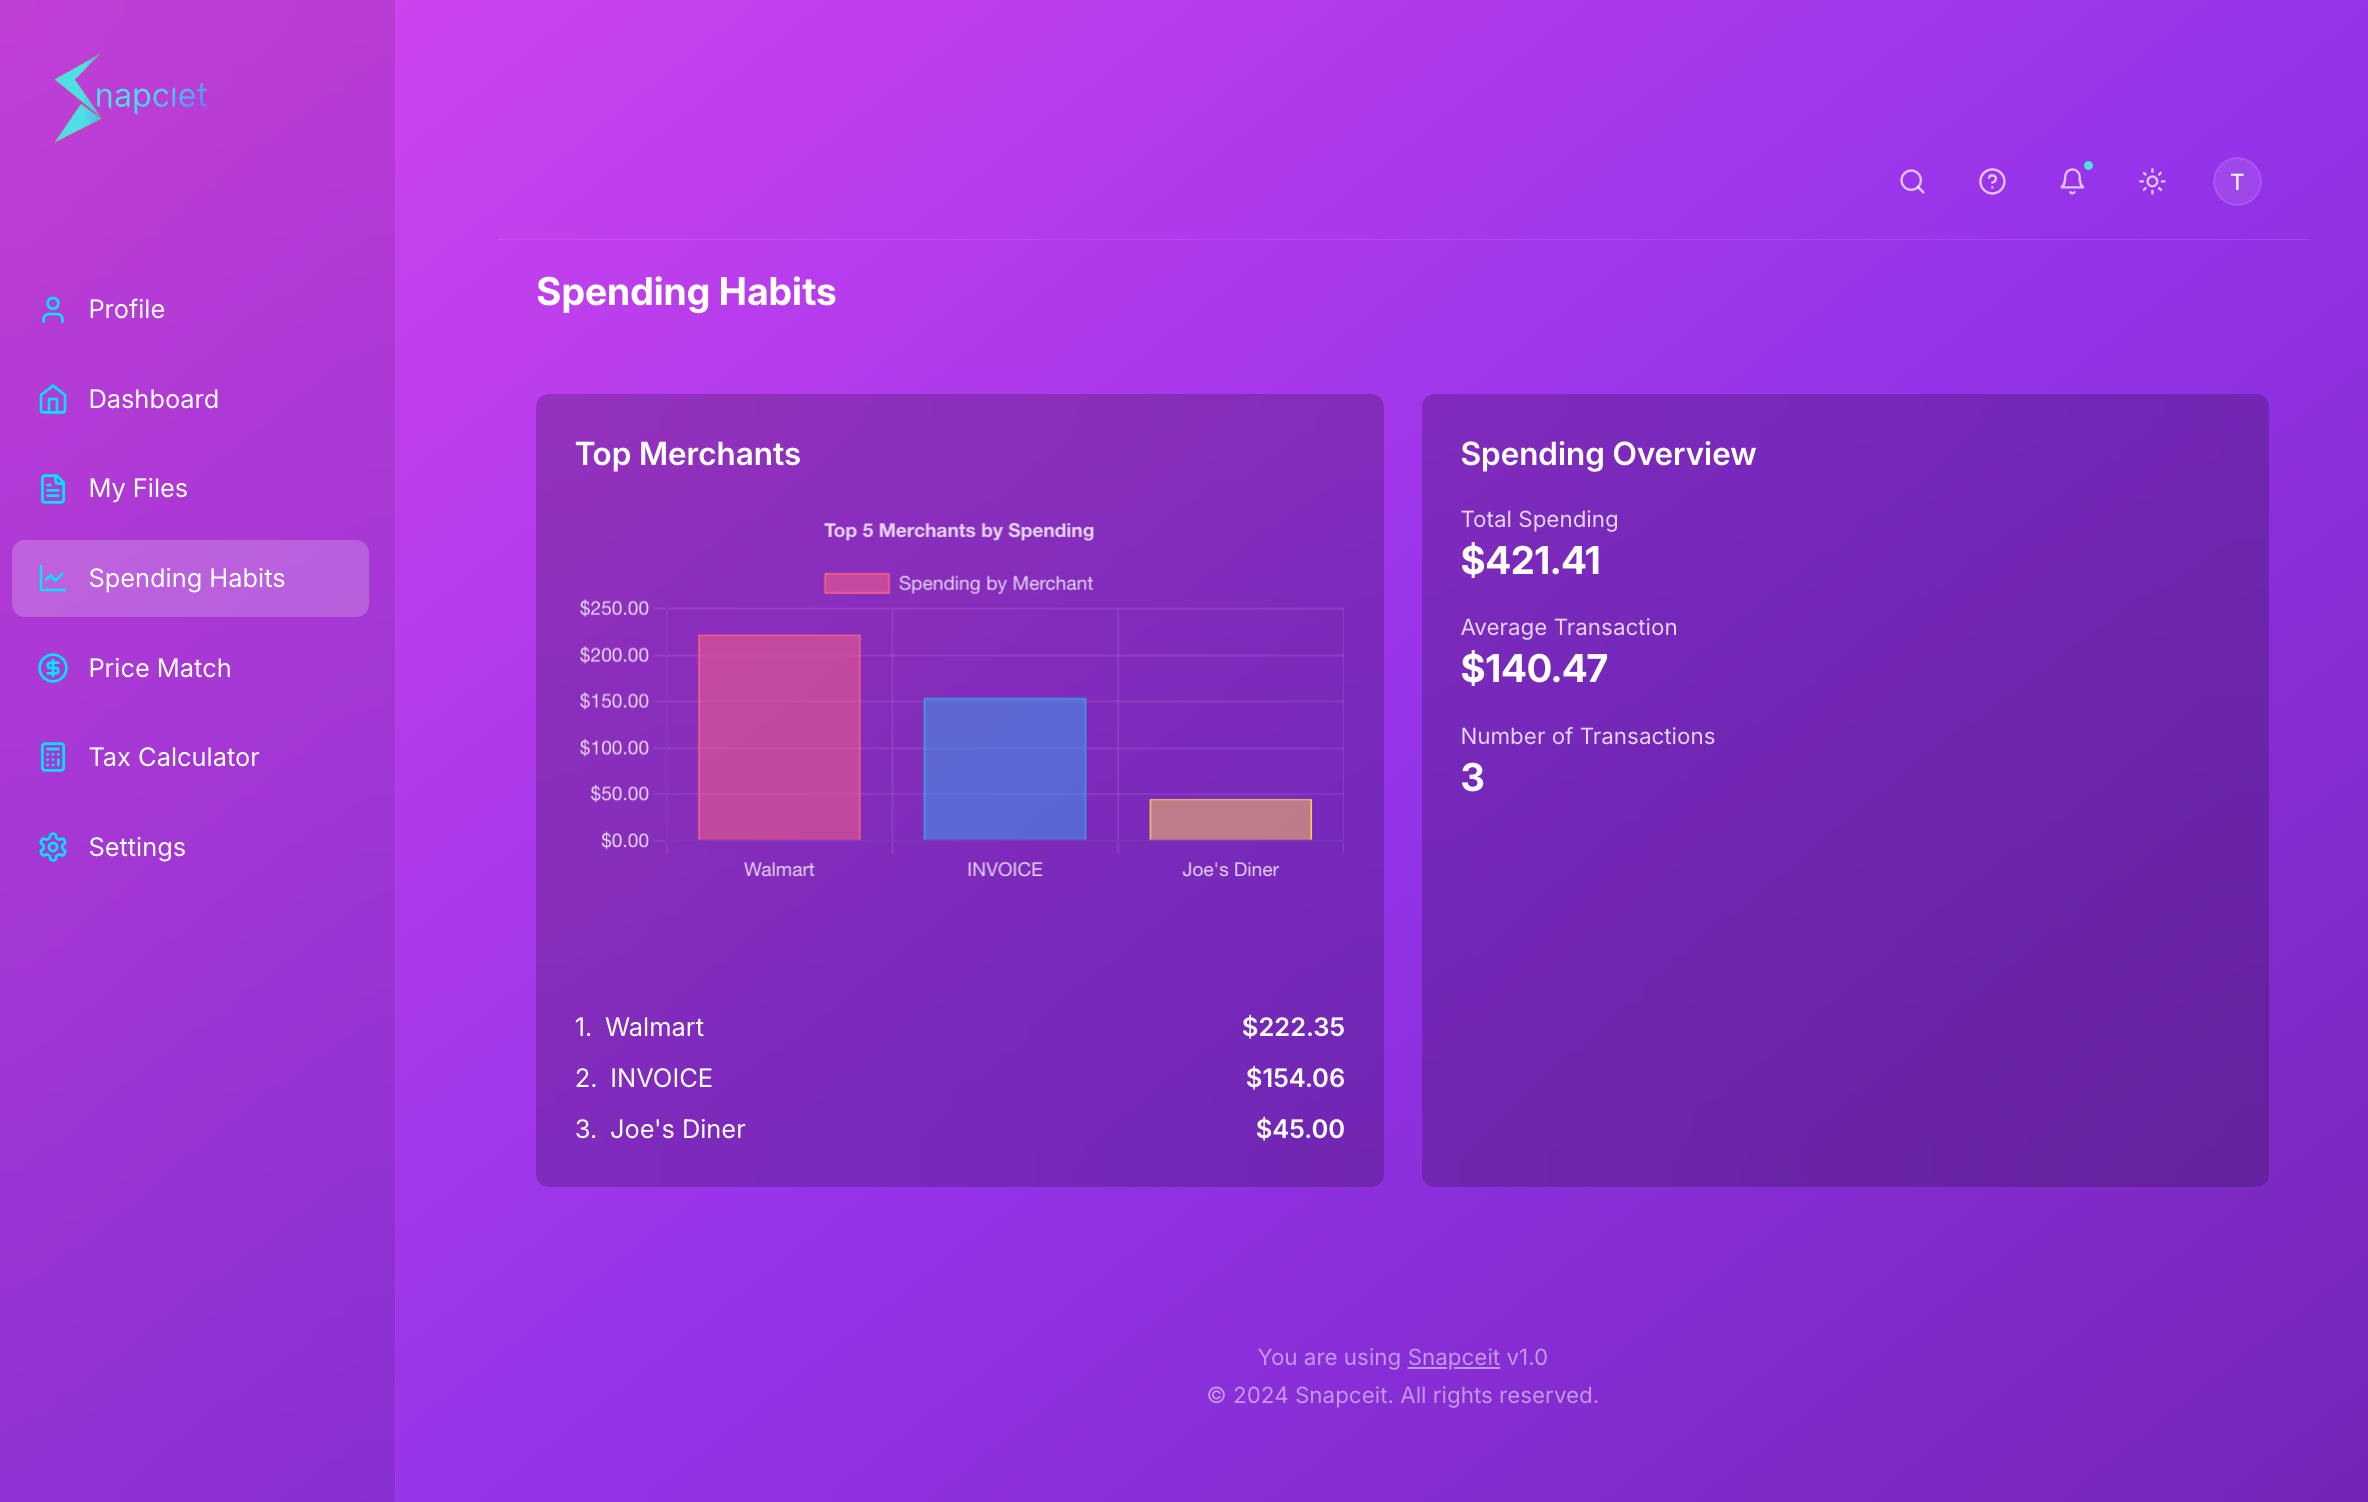 Snapciet
T
Profile
Dashboard
My Files
Spending Habits
Price Match
Tax Calculator
Settings
Spending Habits
Top Merchants
Top 5 Merchants by Spending
Spending by Merchant
$250.00
$200.00
$150.00
$100.00
$50.00
$0.00
Walmart INVOICE Joe's Diner
1. Walmart $222.35
2. INVOICE $154.06
3. Joe's Diner $45.00
Spending Overview
Total Spending
$421.41
Average Transaction
$140.47
Number of Transactions
3
You are using Snapceit v1.0
© 2024 Snapceit. All rights reserved.